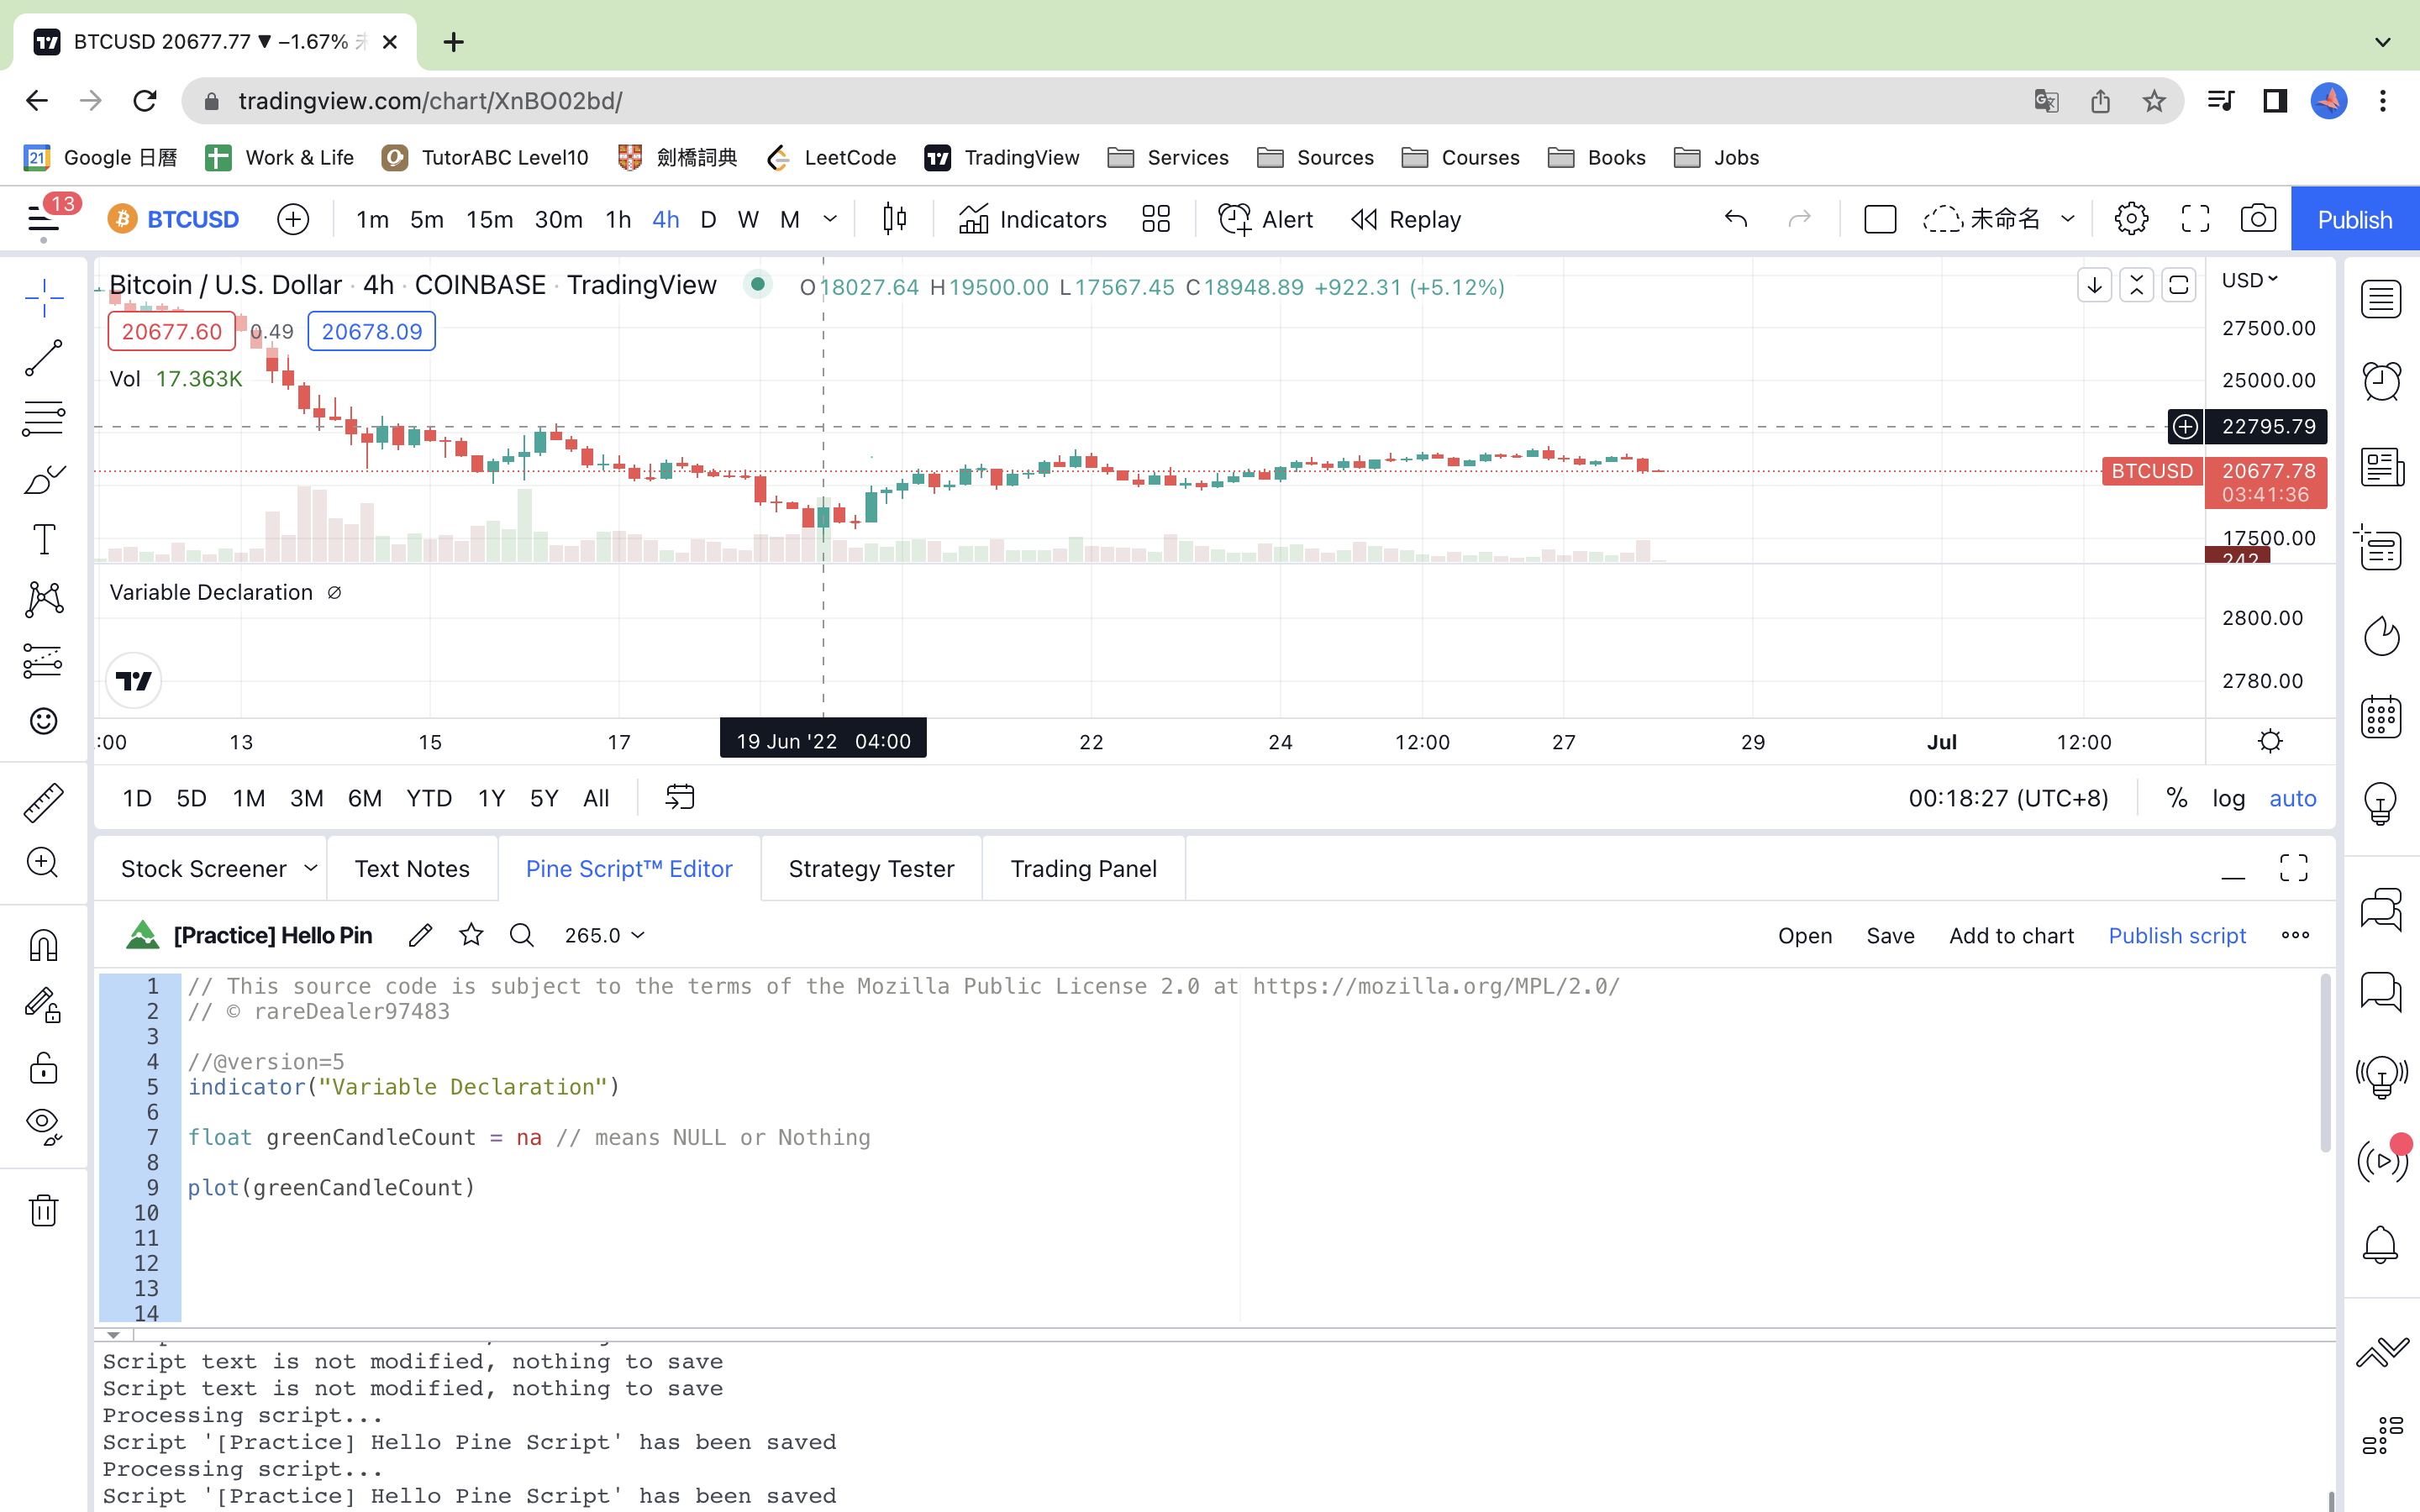 BTCUSD 20677.77 ▼ −1.67%
tradingview.com/chart/XnBO02bd/
21 Google 日曆 Work & Life TutorABC Level10 劍橋詞典 LeetCode TradingView Services Sources Courses Books Jobs
13 BTCUSD 1m 5m 15m 30m 1h 4h D W M Indicators Alert Replay 未命名 Publish
Bitcoin / U.S. Dollar · 4h · COINBASE · TradingView O18027.64 H19500.00 L17567.45 C18948.89 +922.31 (+5.12%) USD
20677.60 0.49 20678.09 27500.00
Vol 17.363K 25000.00
22795.79
BTCUSD 20677.78
03:41:36
17500.00
242
Variable Declaration ∅
2800.00
2780.00
:00 13 15 17 19 Jun '22 04:00 22 24 12:00 27 29 Jul 12:00
1D 5D 1M 3M 6M YTD 1Y 5Y All 00:18:27 (UTC+8) % log auto
Stock Screener Text Notes Pine Script™ Editor Strategy Tester Trading Panel
[Practice] Hello Pin 265.0 Open Save Add to chart Publish script
1 // This source code is subject to the terms of the Mozilla Public License 2.0 at https://mozilla.org/MPL/2.0/
2 // © rareDealer97483
3
4 //@version=5
5 indicator("Variable Declaration")
6
7 float greenCandleCount = na // means NULL or Nothing
8
9 plot(greenCandleCount)
10
11
12
13
14
Script text is not modified, nothing to save
Script text is not modified, nothing to save
Processing script...
Script '[Practice] Hello Pine Script' has been saved
Processing script...
Script '[Practice] Hello Pine Script' has been saved